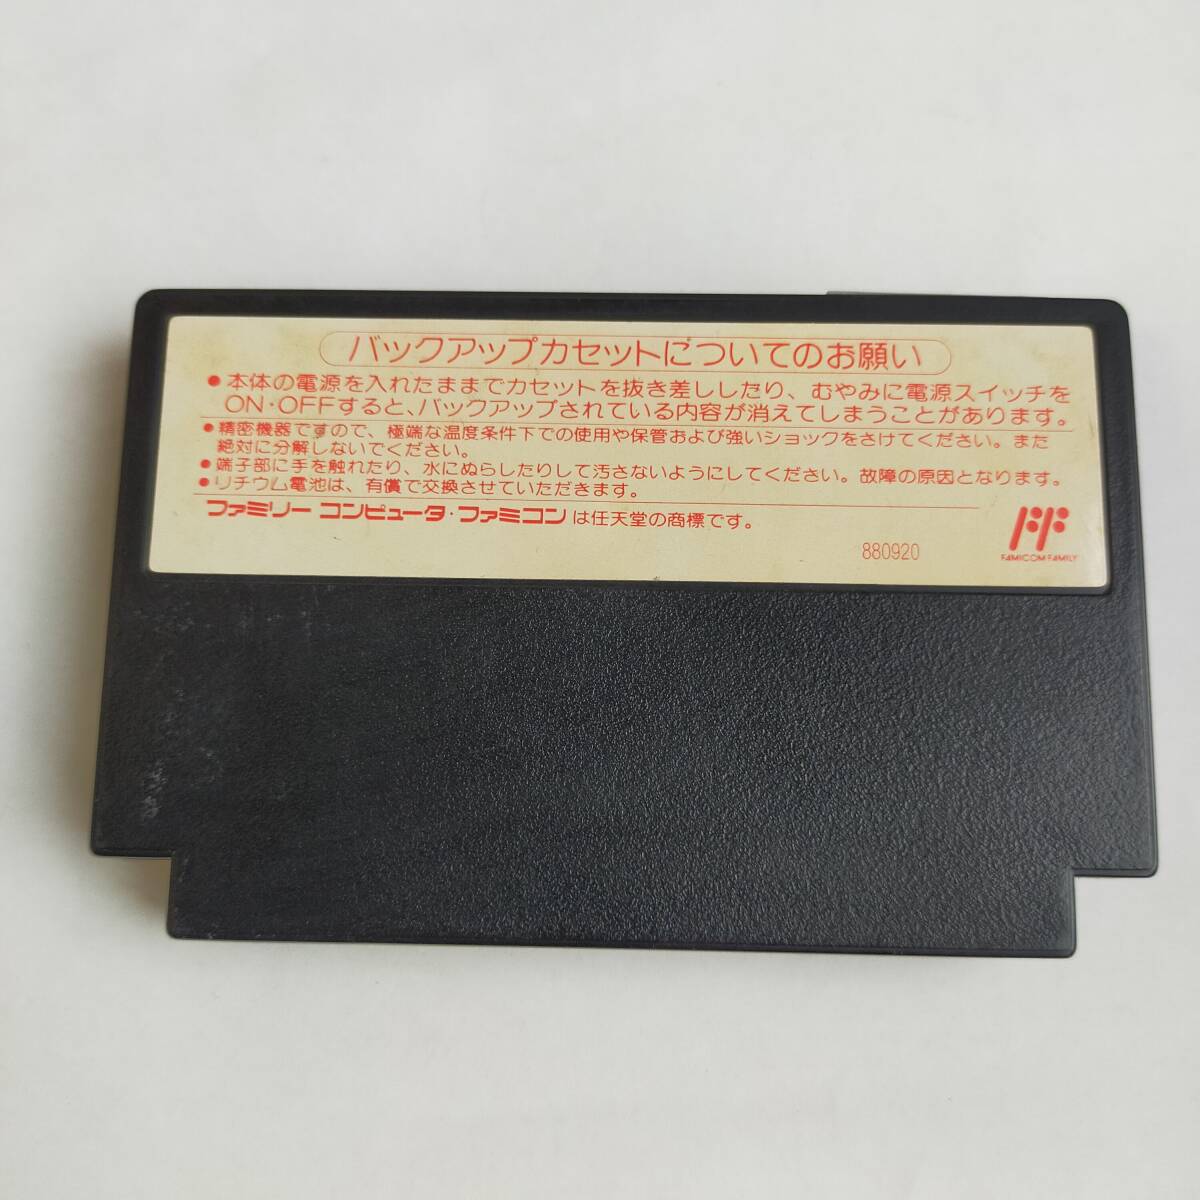 バックアップカセットについてのお願い
●本体の電源を入れたままでカセットを抜き差ししたり、むやみに電源スイッチを
ON・OFFすると、バックアップされている内容が消えてしまうことがあります。
●精密機器ですので、極端な温度条件下での使用や保管および強いショックをさけてください。また
絶対に分解しないでください。
●端子部に手を触れたり、水にぬらしたりして汚さないようにしてください。故障の原因となります。
●リチウム電池は、有償で交換させていただきます。
ファミリー コンピュータ・ファミコン は任天堂の商標です。
880920
FAMICOM FAMILY